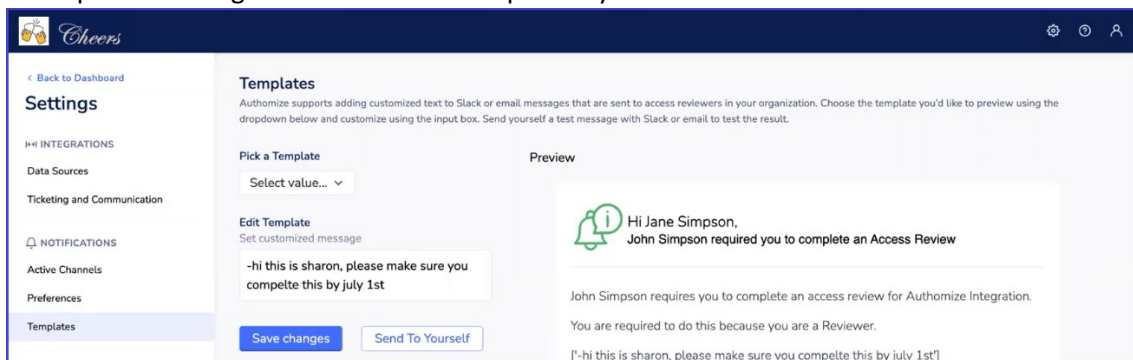 Cheers
< Back to Dashboard
Settings
INTEGRATIONS
Data Sources
Ticketing and Communication
NOTIFICATIONS
Active Channels
Preferences
Templates
Templates
Authomize supports adding customized text to Slack or email messages that are sent to access reviewers in your organization. Choose the template you'd like to preview using the
dropdown below and customize using the input box. Send yourself a test message with Slack or email to test the result.
Pick a Template
Select value...
Edit Template
Set customized message
-hi this is sharon, please make sure you
compelte this by july 1st
Save changes
Send To Yourself
Preview
Hi Jane Simpson,
John Simpson required you to complete an Access Review
John Simpson requires you to complete an access review for Authomize Integration.
You are required to do this because you are a Reviewer.
['-hi this is sharon, please make sure you compelte this by july 1st']